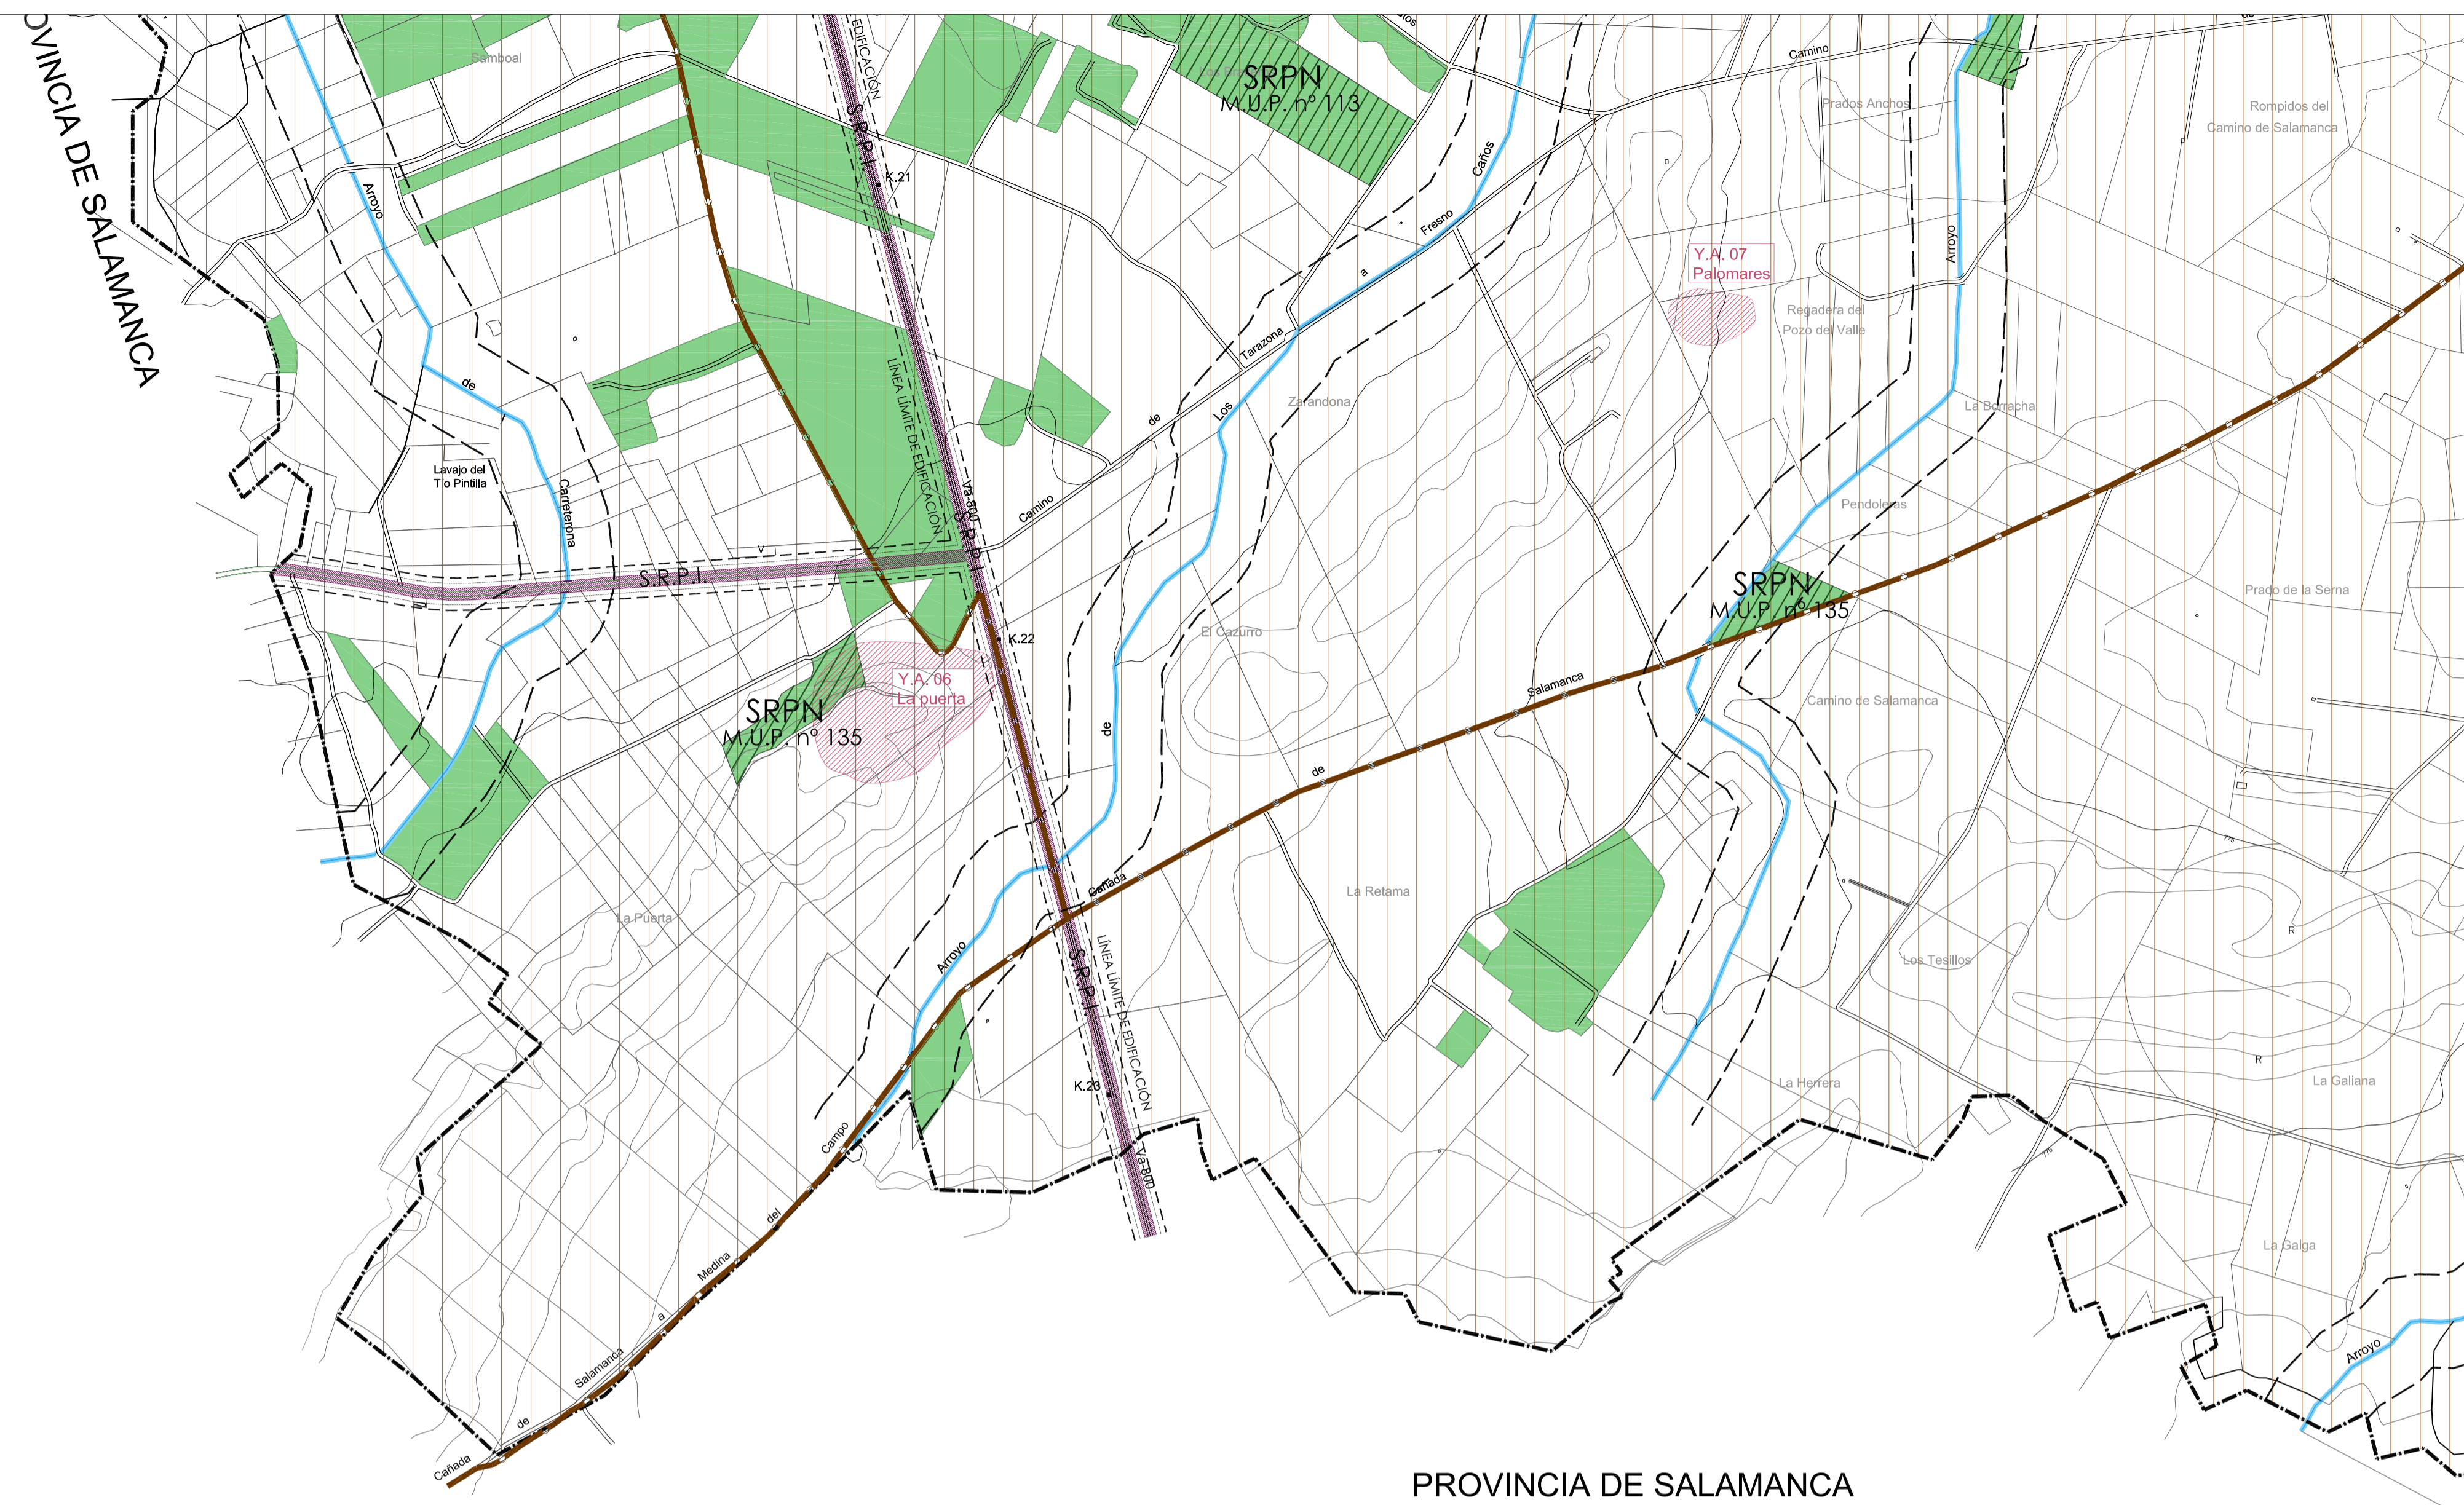 OVINCIA DE SALAMANCA
Samboal
EDIFICACIÓN
S.R.P.I.
K.21
SRPN
M.U.P. nº 113
Camino
de
Prados Anchos
Rompidos del
Camino de Salamanca
Arroyo
Caños
Fresno
a
Tarazona
de
Camino
Y.A. 07
Palomares
Arroyo
Regadera del
Pozo del Valle
LÍNEA LÍMITE DE EDIFICACIÓN
de
Zarandona
Los
La Borracha
Lavajo del
Tío Pintilla
Carreterona
Va-800
S.R.P.I.
Pendoleras
V
S.R.P.I.
SRPN
M.U.P. nº 135
Prado de la Serna
K.22
El Cazurro
Y.A. 06
La puerta
SRPN
M.U.P. nº 135
Salamanca
Camino de Salamanca
de
de
775
Cañada
La Retama
La Puerta
R
Arroyo
Los Tesillos
S.R.P.I.
LÍNEA LÍMITE DE EDIFICACIÓN
R
K.23
La Herrera
La Galiana
Campo
775
Va-800
del
La Galga
Medina
a
Arroyo
Salamanca
de
Cañada
PROVINCIA DE SALAMANCA